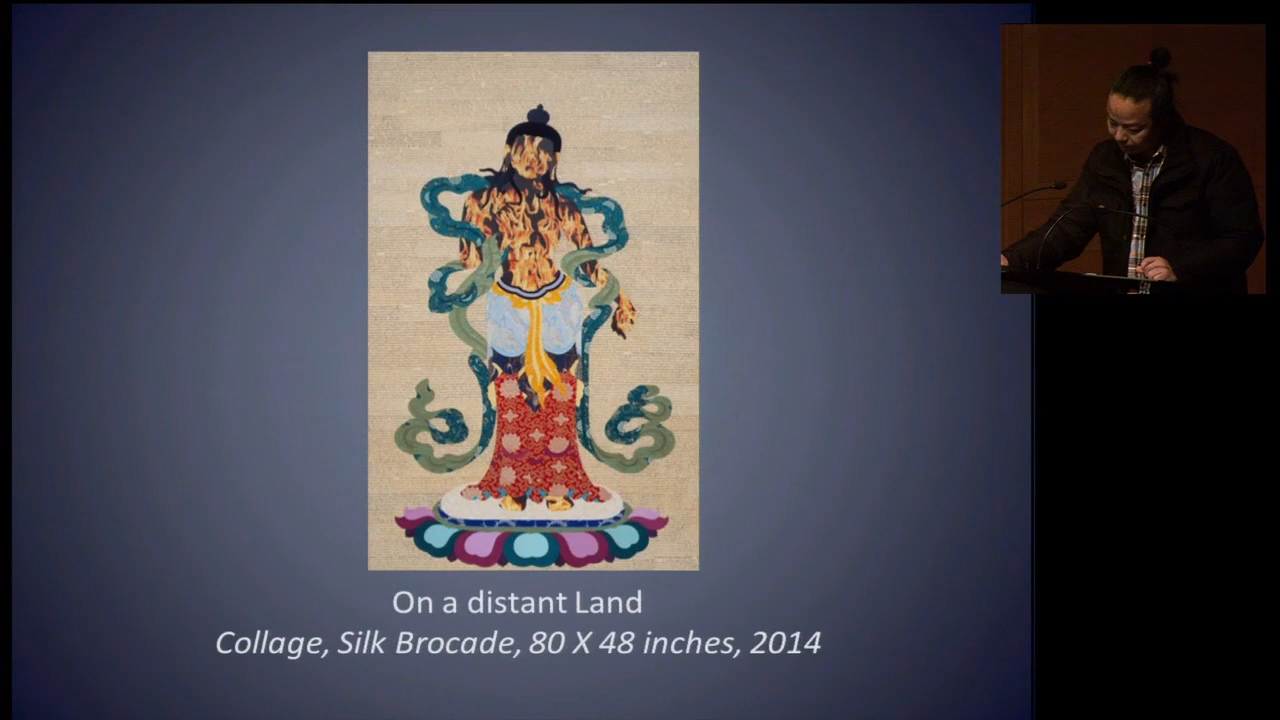 On a distant Land
Collage, Silk Brocade, 80 X 48 inches, 2014